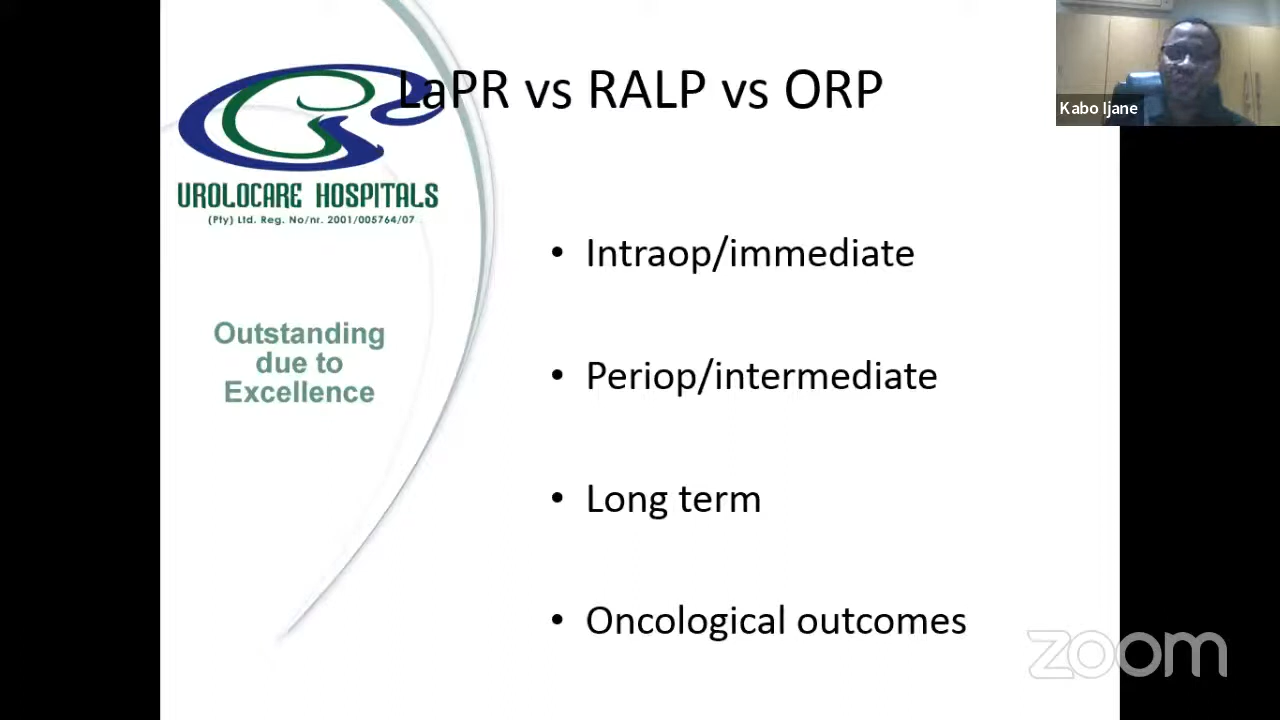 LaPR vs RALP vs ORP
Kabo Ijane
UROLOCARE HOSPITALS
(Pty) Ltd. Reg. No/nr. 2001/005764/07
Outstanding
due to
Excellence
• Intraop/immediate
• Periop/intermediate
• Long term
• Oncological outcomes
zoom